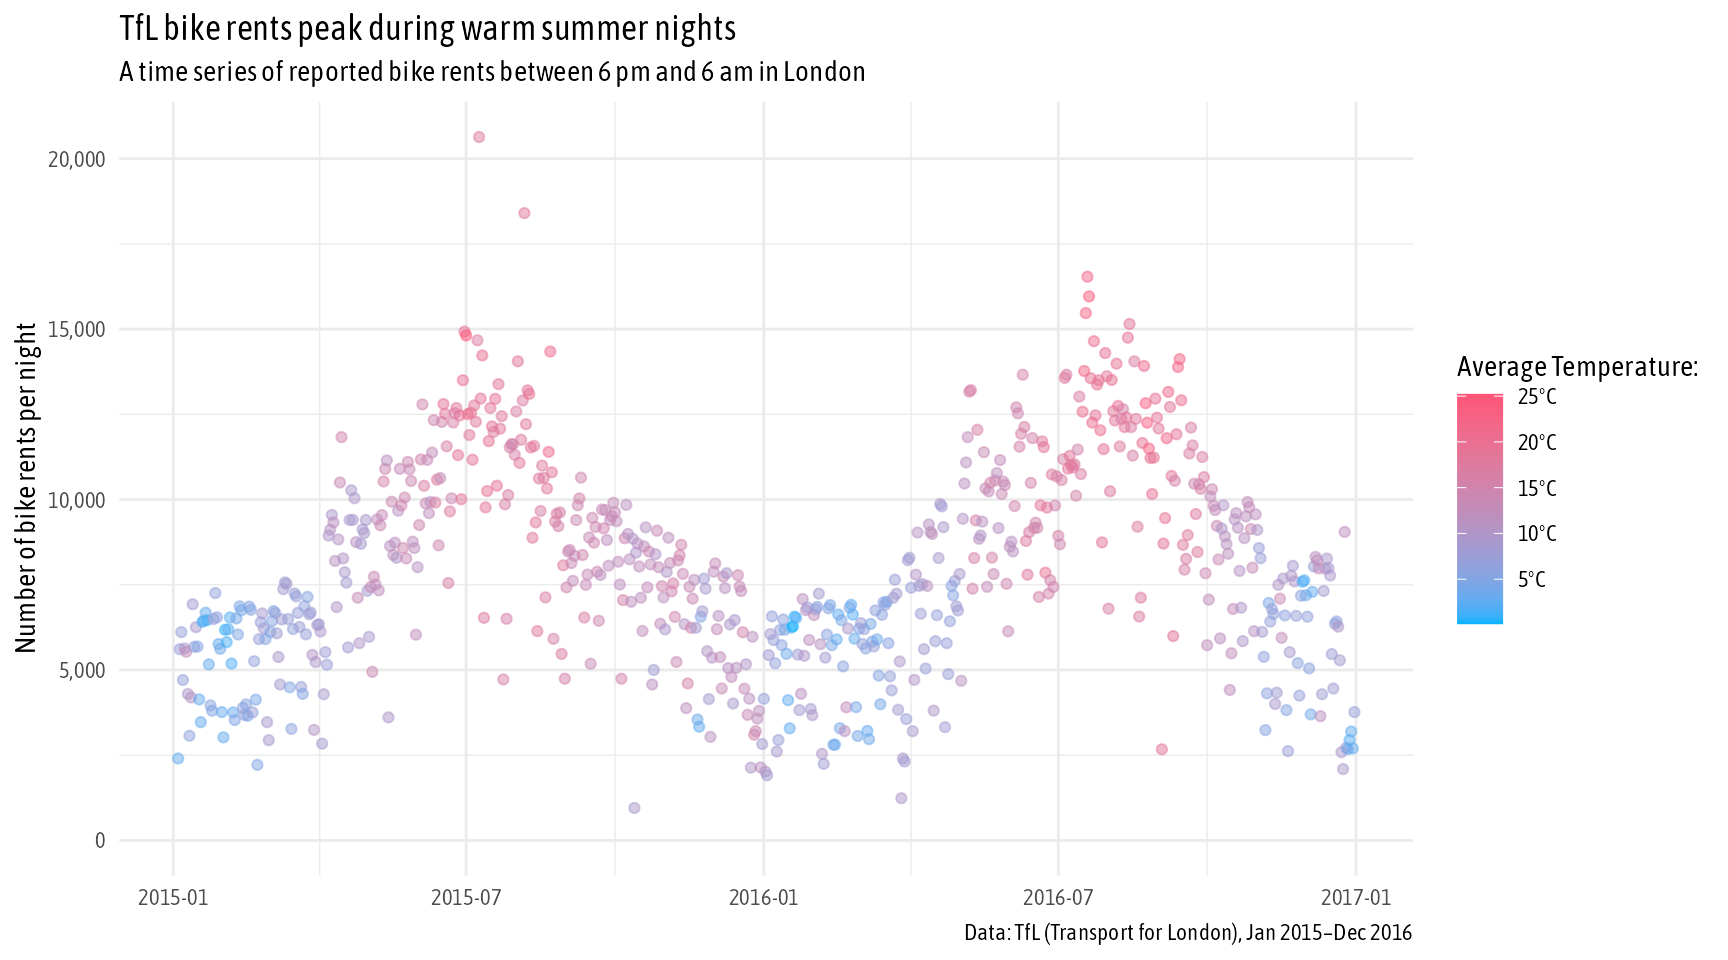 TfL bike rents peak during warm summer nights
A time series of reported bike rents between 6 pm and 6 am in London
Number of bike rents per night
20,000
15,000
10,000
5,000
0
2015-01
2015-07
2016-01
2016-07
2017-01
Average Temperature:
25°C
20°C
15°C
10°C
5°C
Data: TfL (Transport for London), Jan 2015–Dec 2016